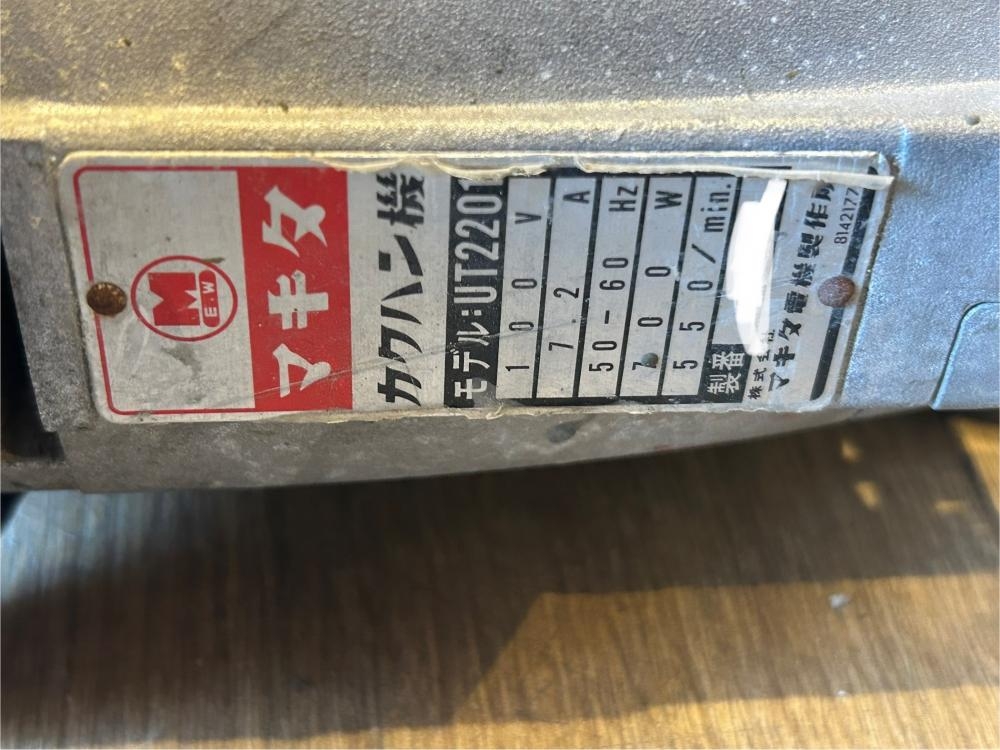 M
E.W
マキタ
カクハン機
モデル:UT2201
100 V
7.2 A
50-60 Hz
700 W
550/min.
製番
株式会社
マキタ電機製作所
8142177